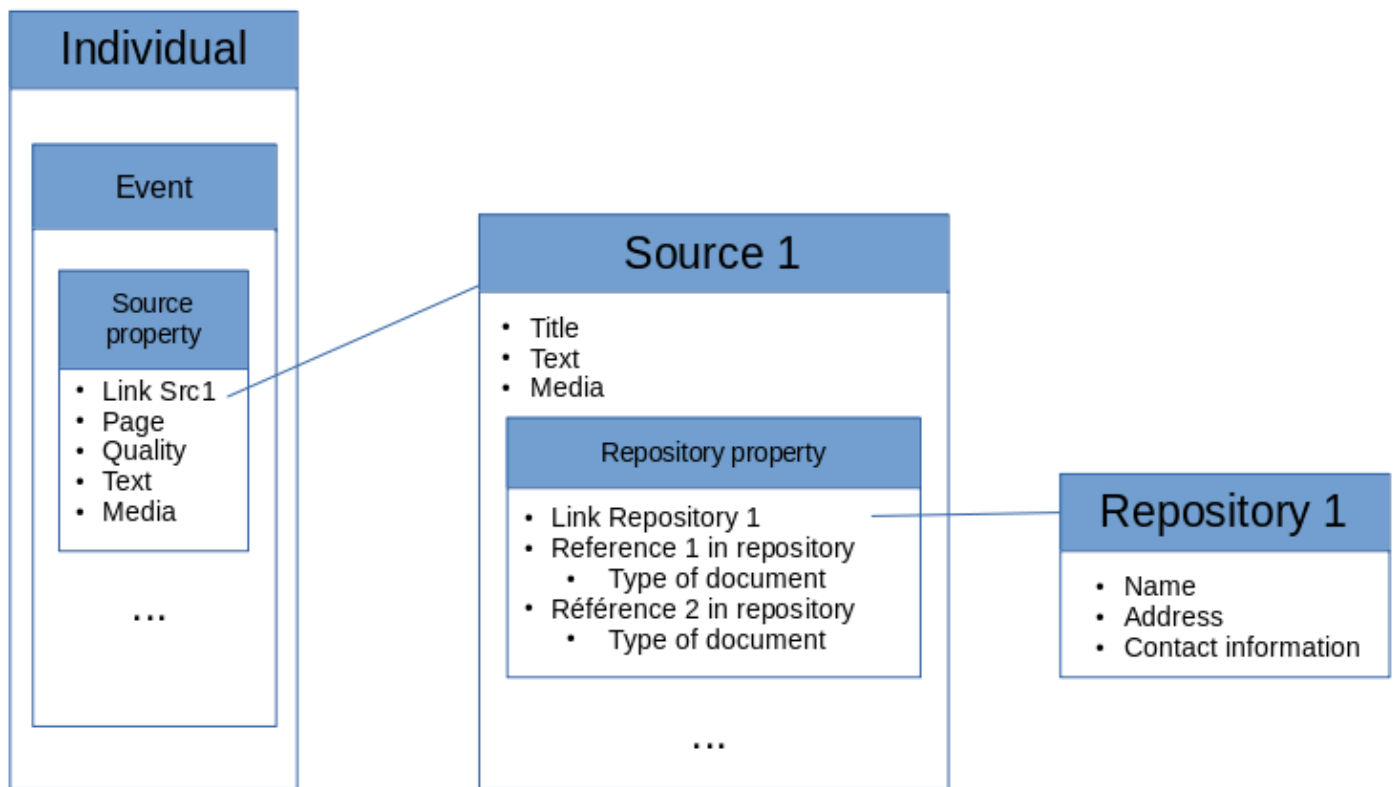 Individual
Event
Source
property
• Link Src1
• Page
• Quality
• Text
• Media
...
Source 1
• Title
• Text
• Media
Repository property
• Link Repository 1
• Reference 1 in repository
• Type of document
• Référence 2 in repository
• Type of document
...
Repository 1
• Name
• Address
• Contact information